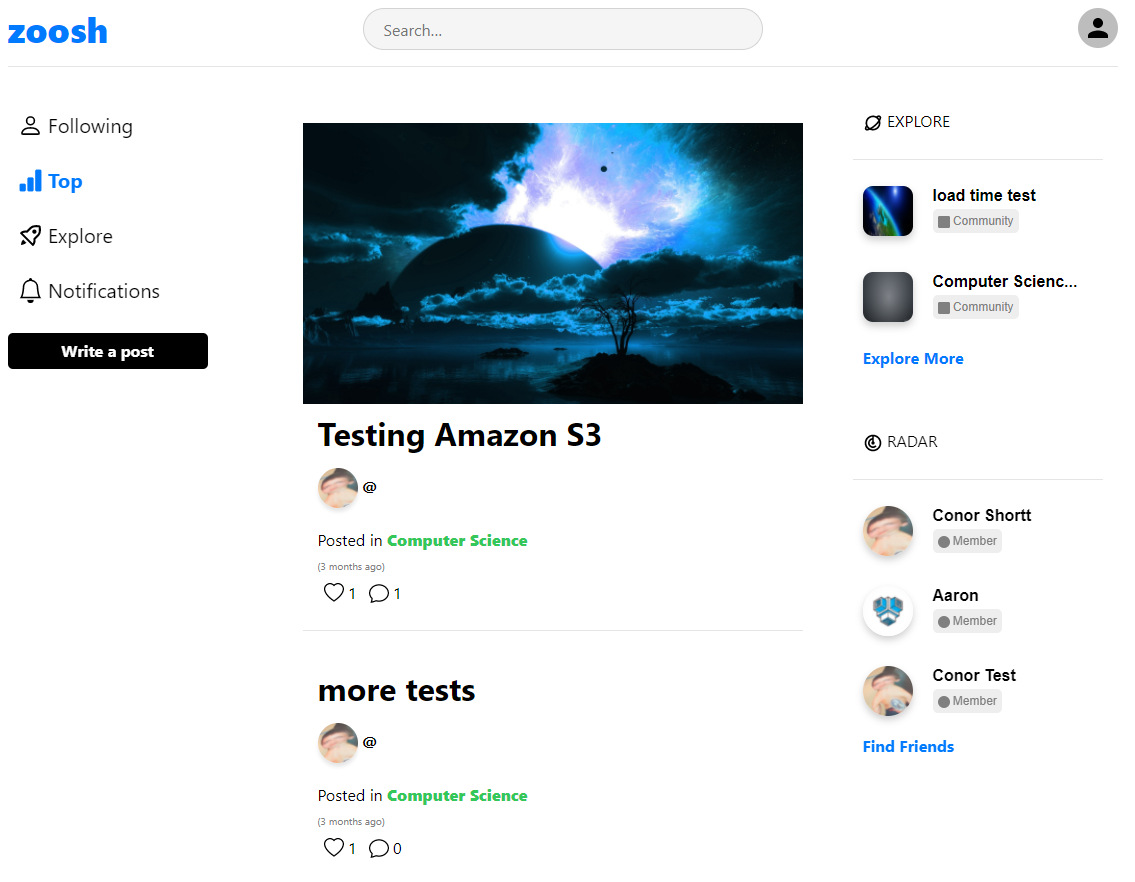 zoosh
Search...
Following
Top
Explore
Notifications
Write a post
Testing Amazon S3
@
Posted in Computer Science
(3 months ago)
1 1
more tests
@
Posted in Computer Science
(3 months ago)
1 0
EXPLORE
load time test
Community
Computer Scienc...
Community
Explore More
RADAR
Conor Shortt
Member
Aaron
Member
Conor Test
Member
Find Friends